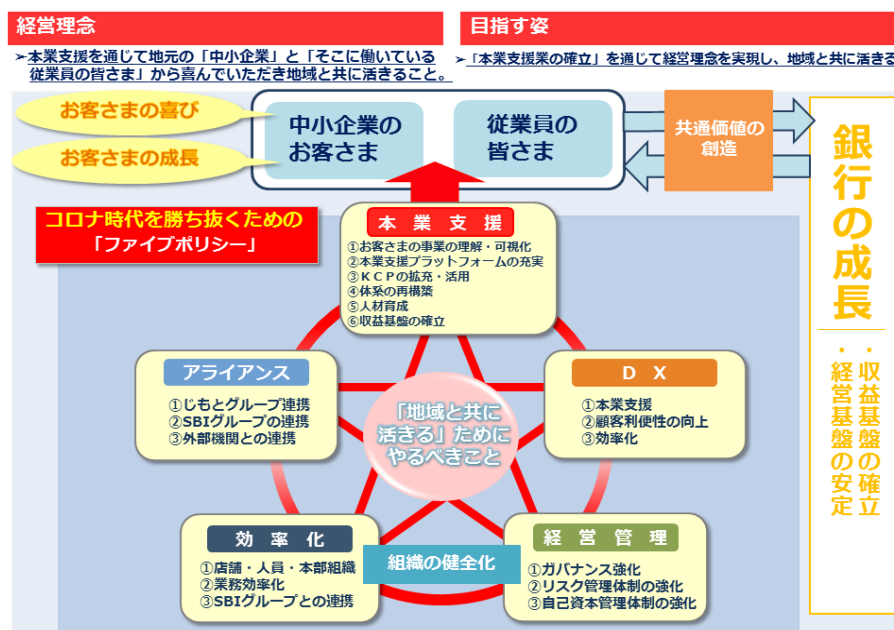 経営理念
目指す姿
➢本業支援を通じて地元の「中小企業」と「そこに働いている
従業員の皆さま」から喜んでいただき地域と共に活きること。
➢「本業支援業の確立」を通じて経営理念を実現し、地域と共に活きる
お客さまの喜び
お客さまの成長
中小企業の
お客さま
従業員の
皆さま
共通価値の
創造
銀行の成長
・収益基盤の確立
・経営基盤の安定
コロナ時代を勝ち抜くための
「ファイブポリシー」
本業支援
①お客さまの事業の理解・可視化
②本業支援プラットフォームの充実
③ＫＣＰの拡充・活用
④体系の再構築
⑤人材育成
⑥収益基盤の確立
アライアンス
①じもとグループ連携
②SBIグループの連携
③外部機関との連携
ＤＸ
①本業支援
②顧客利便性の向上
③効率化
「地域と共に
活きる」ために
やるべきこと
効率化
①店舗・人員・本部組織
②業務効率化
③SBIグループとの連携
組織の健全化
経営管理
①ガバナンス強化
②リスク管理体制の強化
③自己資本管理体制の強化